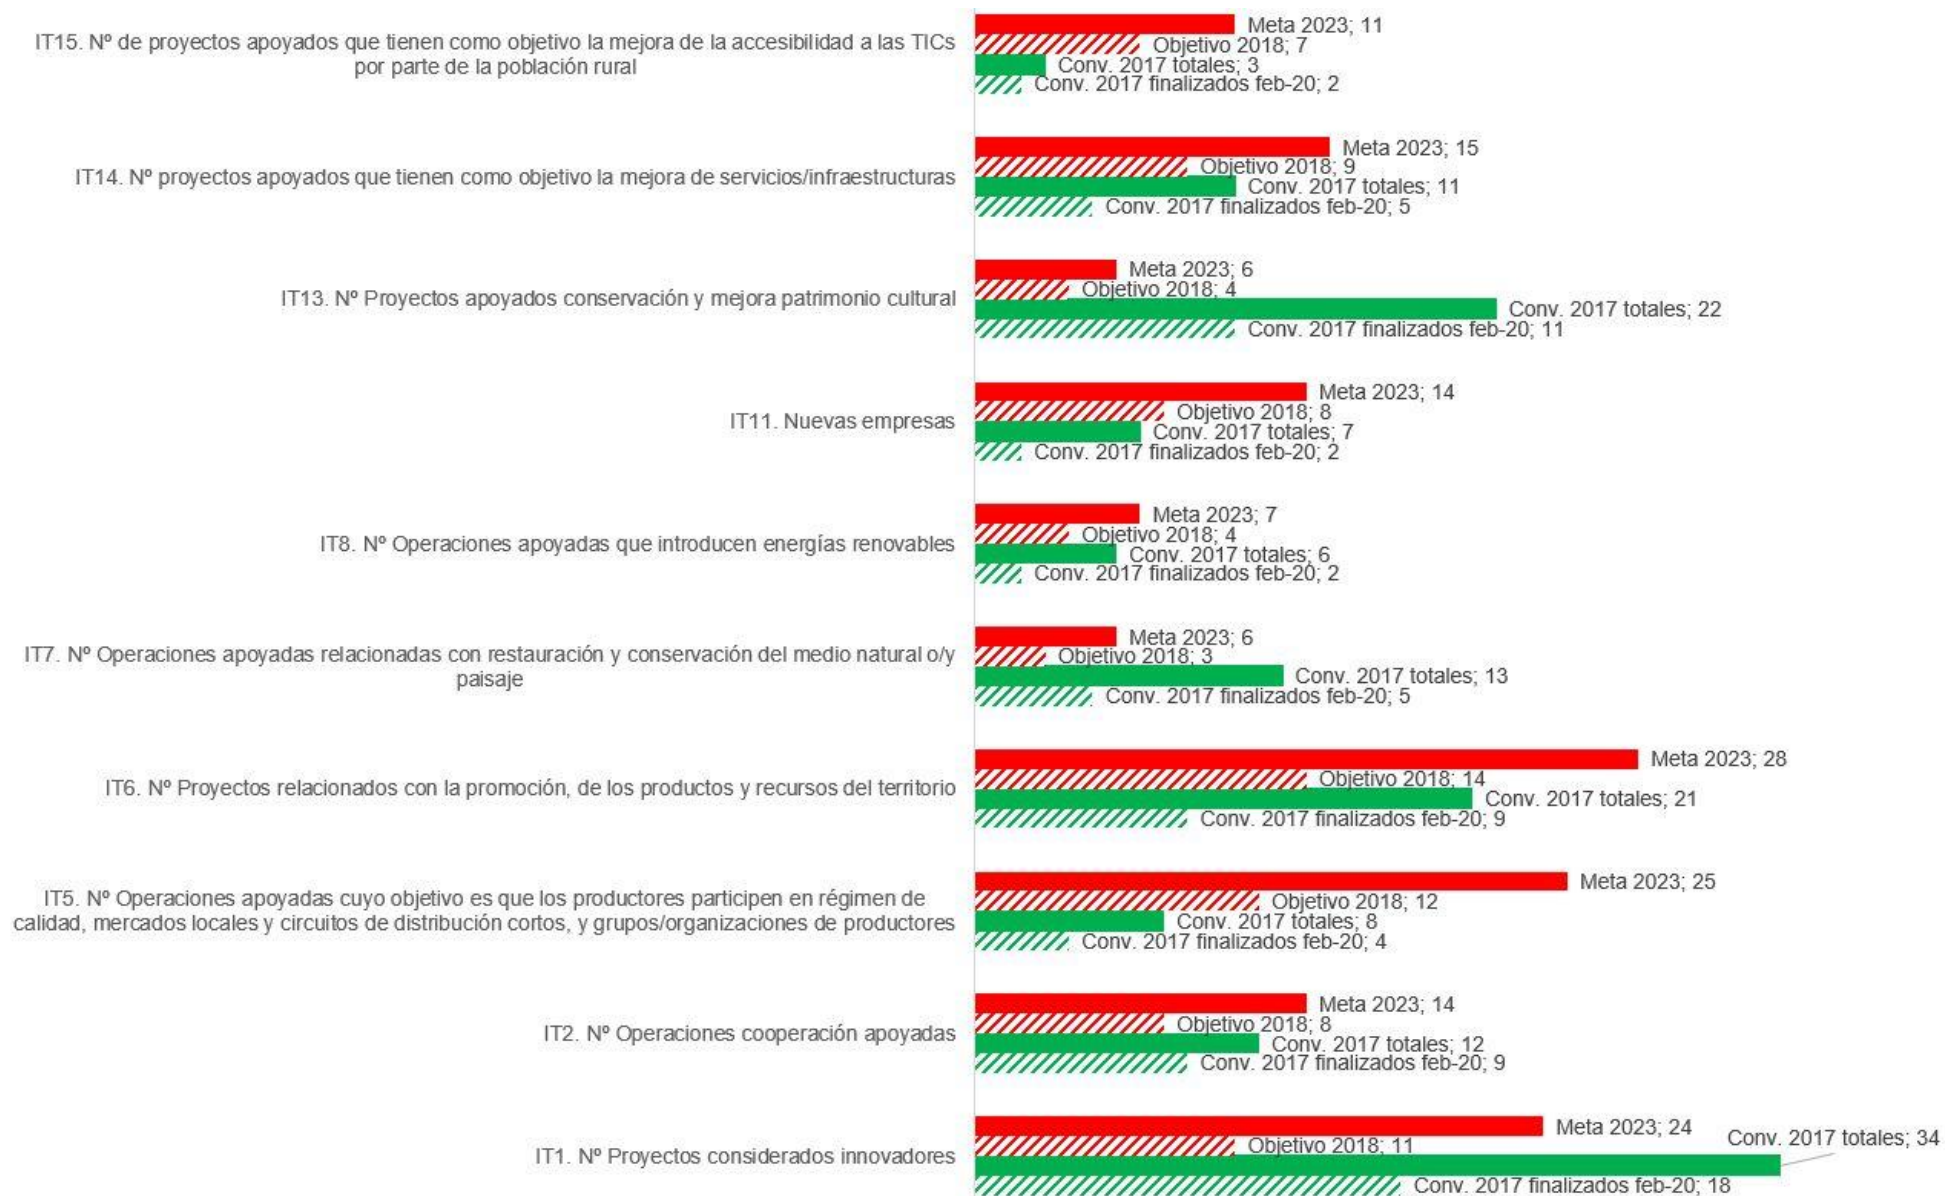 IT15. Nº de proyectos apoyados que tienen como objetivo la mejora de la accesibilidad a las TICs
por parte de la población rural
Meta 2023; 11
Objetivo 2018; 7
Conv. 2017 totales; 3
Conv. 2017 finalizados feb-20; 2
IT14. Nº proyectos apoyados que tienen como objetivo la mejora de servicios/infraestructuras
Meta 2023; 15
Objetivo 2018; 9
Conv. 2017 totales; 11
Conv. 2017 finalizados feb-20; 5
IT13. Nº Proyectos apoyados conservación y mejora patrimonio cultural
Meta 2023; 6
Objetivo 2018; 4
Conv. 2017 totales; 22
Conv. 2017 finalizados feb-20; 11
IT11. Nuevas empresas
Meta 2023; 14
Objetivo 2018; 8
Conv. 2017 totales; 7
Conv. 2017 finalizados feb-20; 2
IT8. Nº Operaciones apoyadas que introducen energías renovables
Meta 2023; 7
Objetivo 2018; 4
Conv. 2017 totales; 6
Conv. 2017 finalizados feb-20; 2
IT7. Nº Operaciones apoyadas relacionadas con restauración y conservación del medio natural o/y
paisaje
Meta 2023; 6
Objetivo 2018; 3
Conv. 2017 totales; 13
Conv. 2017 finalizados feb-20; 5
IT6. Nº Proyectos relacionados con la promoción, de los productos y recursos del territorio
Meta 2023; 28
Objetivo 2018; 14
Conv. 2017 totales; 21
Conv. 2017 finalizados feb-20; 9
IT5. Nº Operaciones apoyadas cuyo objetivo es que los productores participen en régimen de
calidad, mercados locales y circuitos de distribución cortos, y grupos/organizaciones de productores
Meta 2023; 25
Objetivo 2018; 12
Conv. 2017 totales; 8
Conv. 2017 finalizados feb-20; 4
IT2. Nº Operaciones cooperación apoyadas
Meta 2023; 14
Objetivo 2018; 8
Conv. 2017 totales; 12
Conv. 2017 finalizados feb-20; 9
IT1. Nº Proyectos considerados innovadores
Meta 2023; 24
Objetivo 2018; 11
Conv. 2017 totales; 34
Conv. 2017 finalizados feb-20; 18